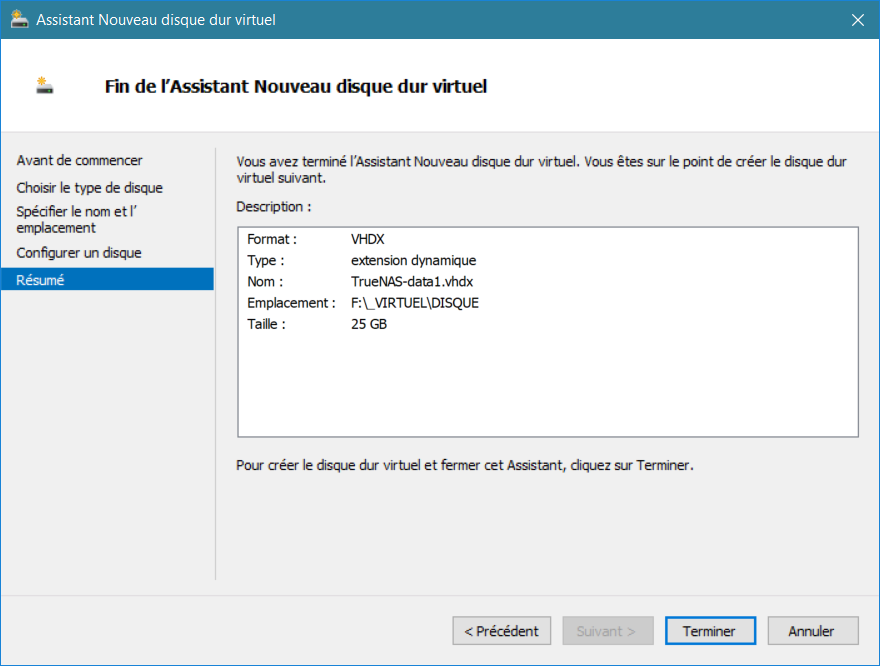 Assistant Nouveau disque dur virtuel
Fin de l’Assistant Nouveau disque dur virtuel
Avant de commencer
Choisir le type de disque
Spécifier le nom et l’
emplacement
Configurer un disque
Résumé
Vous avez terminé l’Assistant Nouveau disque dur virtuel. Vous êtes sur le point de créer le disque dur
virtuel suivant.
Description :
Format : VHDX
Type : extension dynamique
Nom : TrueNAS-data1.vhdx
Emplacement : F:\_VIRTUEL\DISQUE
Taille : 25 GB
Pour créer le disque dur virtuel et fermer cet Assistant, cliquez sur Terminer.
< Précédent Suivant > Terminer Annuler